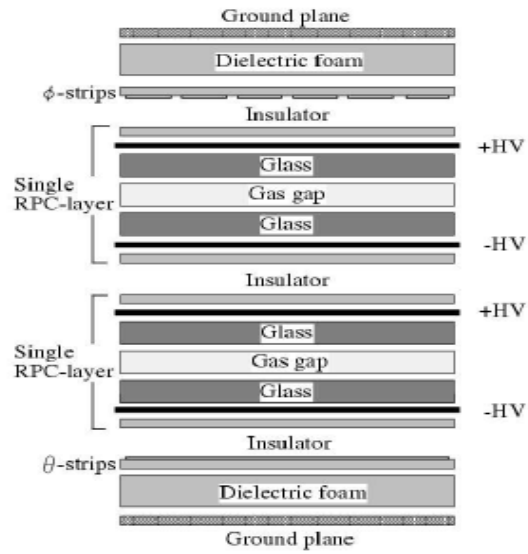 Ground plane
Dielectric foam
ϕ-strips
Insulator
+HV
Glass
Single
RPC-layer
Gas gap
Glass
-HV
Insulator
+HV
Glass
Single
RPC-layer
Gas gap
Glass
-HV
Insulator
θ-strips
Dielectric foam
Ground plane